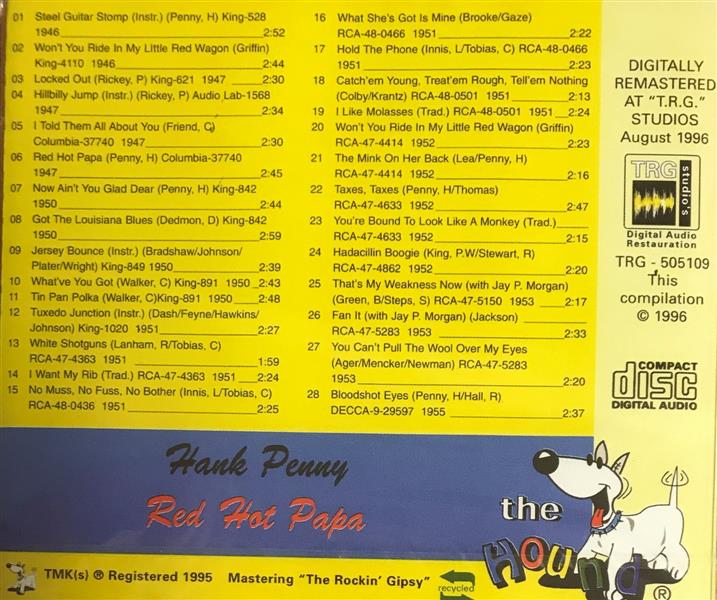 01 Steel Guitar Stomp (Instr.) (Penny, H) King-528
1946 2:52
02 Won't You Ride In My Little Red Wagon (Griffin)
King-4110 1946 2:44
03 Locked Out (Rickey, P) King-621 1947 2:30
04 Hillbilly Jump (Instr.) (Rickey, P) Audio Lab-1568
1947 2:34
05 I Told Them All About You (Friend, C)
Columbia-37740 1947 2:30
06 Red Hot Papa (Penny, H) Columbia-37740
1947 2:45
07 Now Ain't You Glad Dear (Penny, H) King-842
1950 2:44
08 Got The Louisiana Blues (Dedmon, D) King-842
1950 2:59
09 Jersey Bounce (Instr.) (Bradshaw/Johnson/
Plater/Wright) King-849 1950 2:39
10 What've You Got (Walker, C) King-891 1950 2:43
11 Tin Pan Polka (Walker, C)King-891 1950 2:48
12 Tuxedo Junction (Instr.) (Dash/Feyne/Hawkins/
Johnson) King-1020 1951 2:27
13 White Shotguns (Lanham, R/Tobias, C)
RCA-47-4363 1951 1:59
14 I Want My Rib (Trad.) RCA-47-4363 1951 2:24
15 No Muss, No Fuss, No Bother (Innis, L/Tobias, C)
RCA-48-0436 1951 2:25
16 What She's Got Is Mine (Brooke/Gaze)
RCA-48-0466 1951 2:22
17 Hold The Phone (Innis, L/Tobias, C) RCA-48-0466
1951 2:23
18 Catch'em Young, Treat'em Rough, Tell'em Nothing
(Colby/Krantz) RCA-48-0501 1951 2:13
19 I Like Molasses (Trad.) RCA-48-0501 1951 2:24
20 Won't You Ride In My Little Red Wagon (Griffin)
RCA-47-4414 1952 2:23
21 The Mink On Her Back (Lea/Penny, H)
RCA-47-4414 1952 2:16
22 Taxes, Taxes (Penny, H/Thomas)
RCA-47-4633 1952 2:47
23 You're Bound To Look Like A Monkey (Trad.)
RCA-47-4633 1952 2:15
24 Hadacillin Boogie (King, P.W/Stewart, R)
RCA-47-4862 1952 2:20
25 That's My Weakness Now (with Jay P. Morgan)
(Green, B/Steps, S) RCA-47-5150 1953 2:17
26 Fan It (with Jay P. Morgan) (Jackson)
RCA-47-5283 1953 2:33
27 You Can't Pull The Wool Over My Eyes
(Ager/Mencker/Newman) RCA-47-5283
1953 2:20
28 Bloodshot Eyes (Penny, H/Hall, R)
DECCA-9-29597 1955 2:37
DIGITALLY
REMASTERED
AT "T.R.G."
STUDIOS
August 1996
TRG
studio's
Digital Audio
Restauration
TRG - 505109
This
compilation
© 1996
COMPACT
disc
DIGITAL AUDIO
Hank Penny
Red Hot Papa
the
HOUND
®
TMK(s) ® Registered 1995 Mastering "The Rockin' Gipsy"
recycled